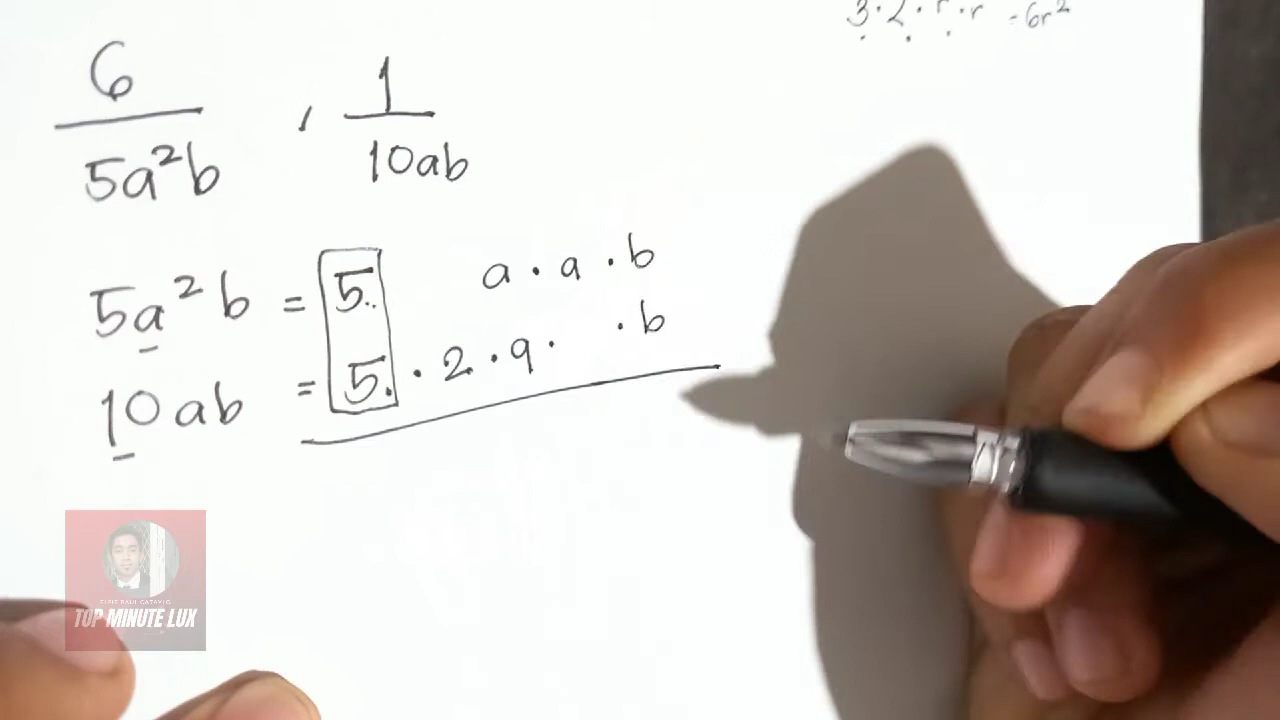 3·2·r·r = 6r²
6/5a²b , 1/10ab
5a²b = 5. a·a·b
10ab = 5.·2·a· ·b
TOP MINUTE LUX